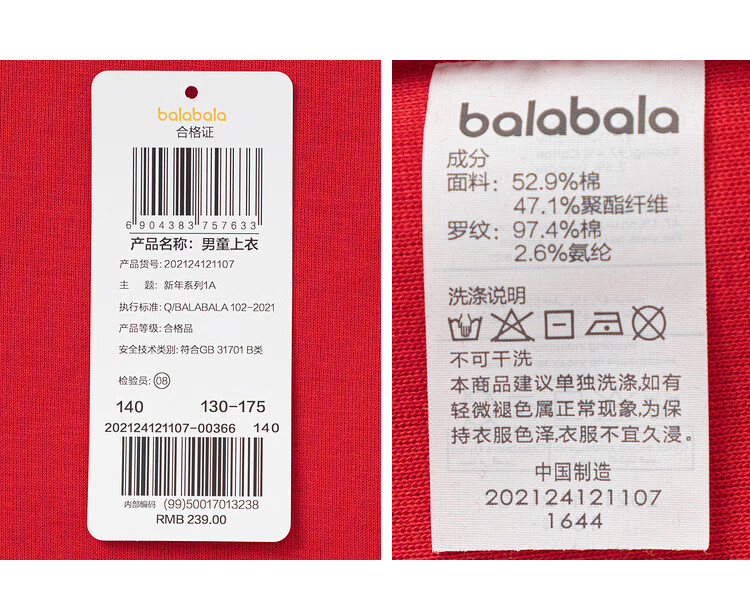 balabala
合格证
6 904383 757633
产品名称：男童上衣
产品货号: 202124121107
主 题: 新年系列1A
执行标准: Q/BALABALA 102-2021
产品等级: 合格品
安全技术类别: 符合GB 31701 B类
检验员: 08
140 130-175
202124121107-00366 140
内部编码 (99)50017013238
RMB 239.00
balabala
成分
面料：52.9%棉
47.1%聚酯纤维
罗纹：97.4%棉
2.6%氨纶
洗涤说明
不可干洗
本商品建议单独洗涤,如有
轻微褪色属正常现象,为保
持衣服色泽,衣服不宜久浸。
中国制造
202124121107
1644